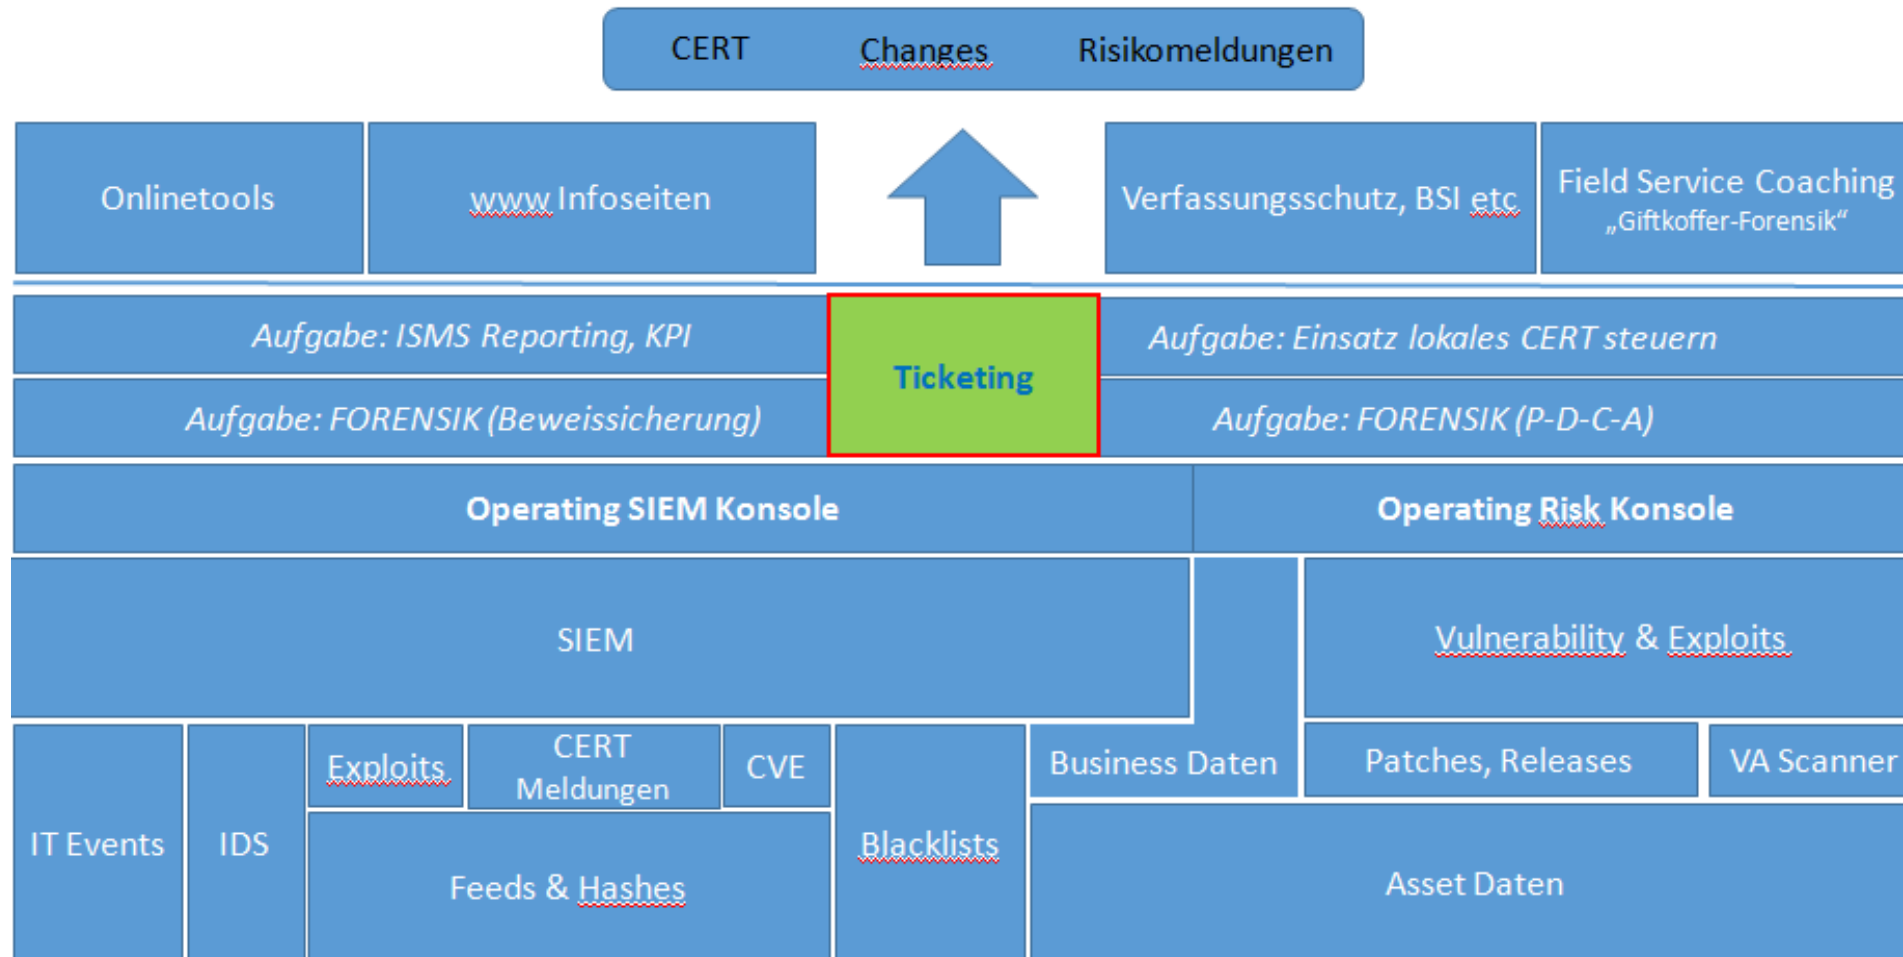 CERT Changes Risikomeldungen
Onlinetools
www Infoseiten
Verfassungsschutz, BSI etc
Field Service Coaching
„Giftkoffer-Forensik“
Aufgabe: ISMS Reporting, KPI
Ticketing
Aufgabe: Einsatz lokales CERT steuern
Aufgabe: FORENSIK (Beweissicherung)
Aufgabe: FORENSIK (P-D-C-A)
Operating SIEM Konsole
Operating Risk Konsole
SIEM
Vulnerability & Exploits
IT Events
IDS
Exploits
CERT
Meldungen
CVE
Feeds & Hashes
Blacklists
Business Daten
Patches, Releases
VA Scanner
Asset Daten